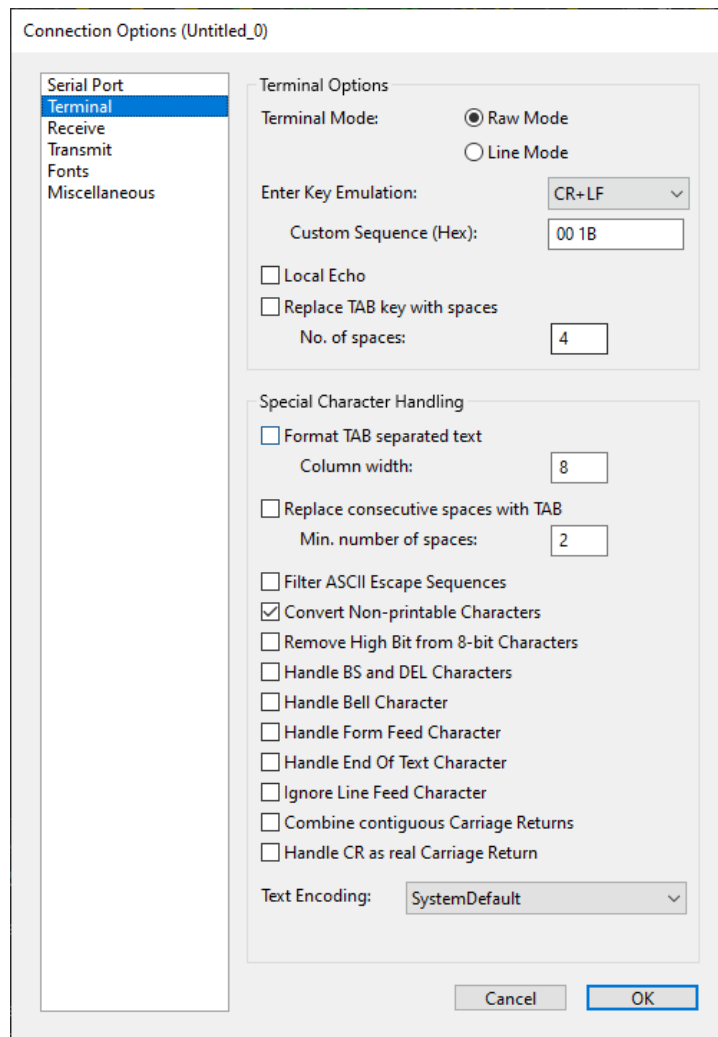 Connection Options (Untitled_0)
Serial Port
Terminal
Receive
Transmit
Fonts
Miscellaneous
Terminal Options
Terminal Mode: Raw Mode
Line Mode
Enter Key Emulation: CR+LF
Custom Sequence (Hex): 00 1B
Local Echo
Replace TAB key with spaces
No. of spaces: 4
Special Character Handling
Format TAB separated text
Column width: 8
Replace consecutive spaces with TAB
Min. number of spaces: 2
Filter ASCII Escape Sequences
Convert Non-printable Characters
Remove High Bit from 8-bit Characters
Handle BS and DEL Characters
Handle Bell Character
Handle Form Feed Character
Handle End Of Text Character
Ignore Line Feed Character
Combine contiguous Carriage Returns
Handle CR as real Carriage Return
Text Encoding: SystemDefault
Cancel OK